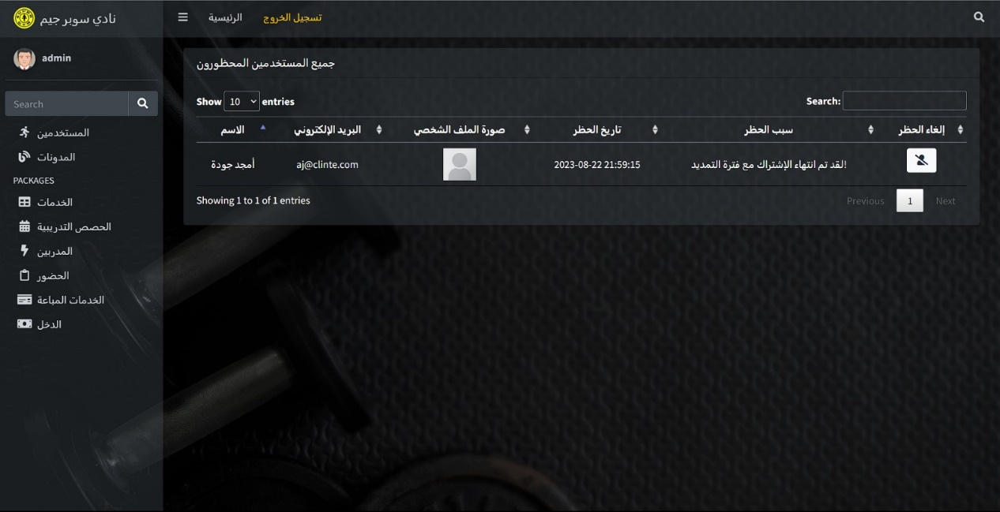 نادي سوبر جيم
الرئيسية تسجيل الخروج
admin
Search
المستخدمين
المدونات
PACKAGES
الخدمات
الحصص التدريبية
المدربين
الحضور
الخدمات المباعة
الدخل
جميع المستخدمين المحظورون
Show 10 entries Search:
الاسم البريد الإلكتروني صورة الملف الشخصي تاريخ الحظر سبب الحظر إلغاء الحظر
أمجد جودة aj@clinte.com 2023-08-22 21:59:15 !لقد تم انتهاء الإشتراك مع فترة التمديد
Showing 1 to 1 of 1 entries Previous 1 Next